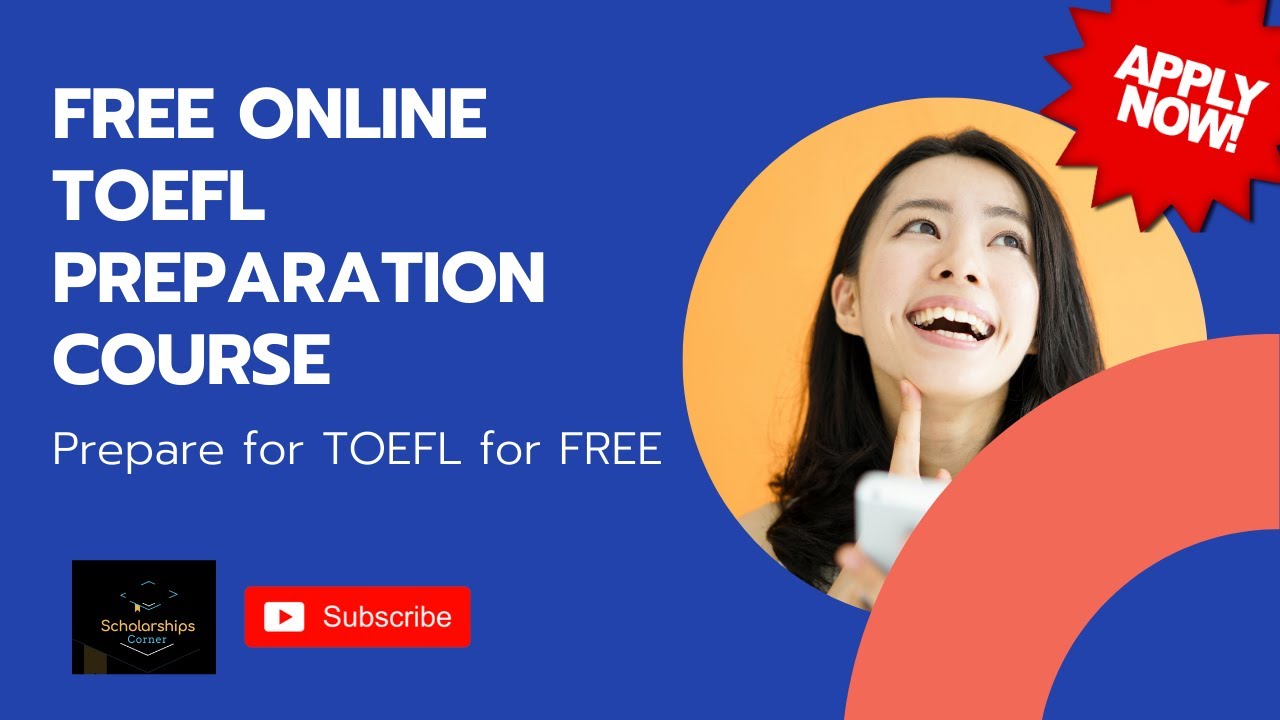 FREE ONLINE
TOEFL
PREPARATION
COURSE
Prepare for TOEFL for FREE
APPLY
NOW!
Scholarships
Corner
Subscribe